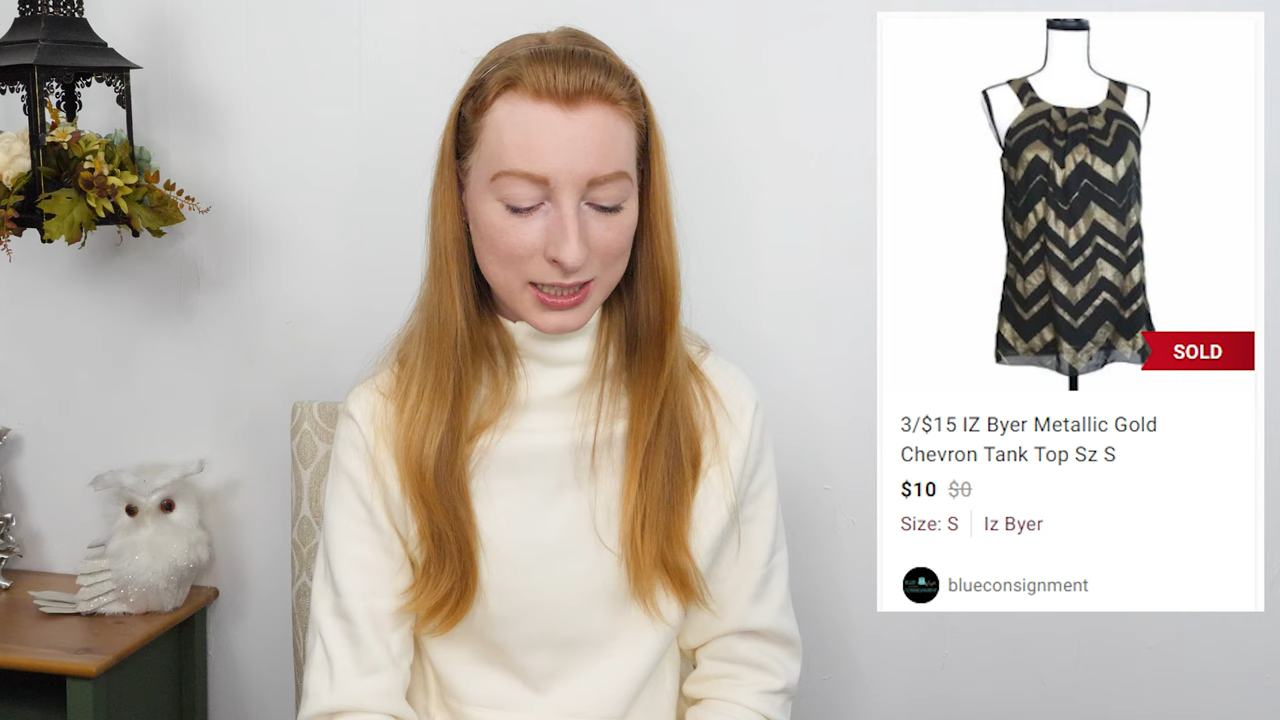 SOLD
3/$15 IZ Byer Metallic Gold
Chevron Tank Top Sz S
$10 $0
Size: S Iz Byer
blueconsignment